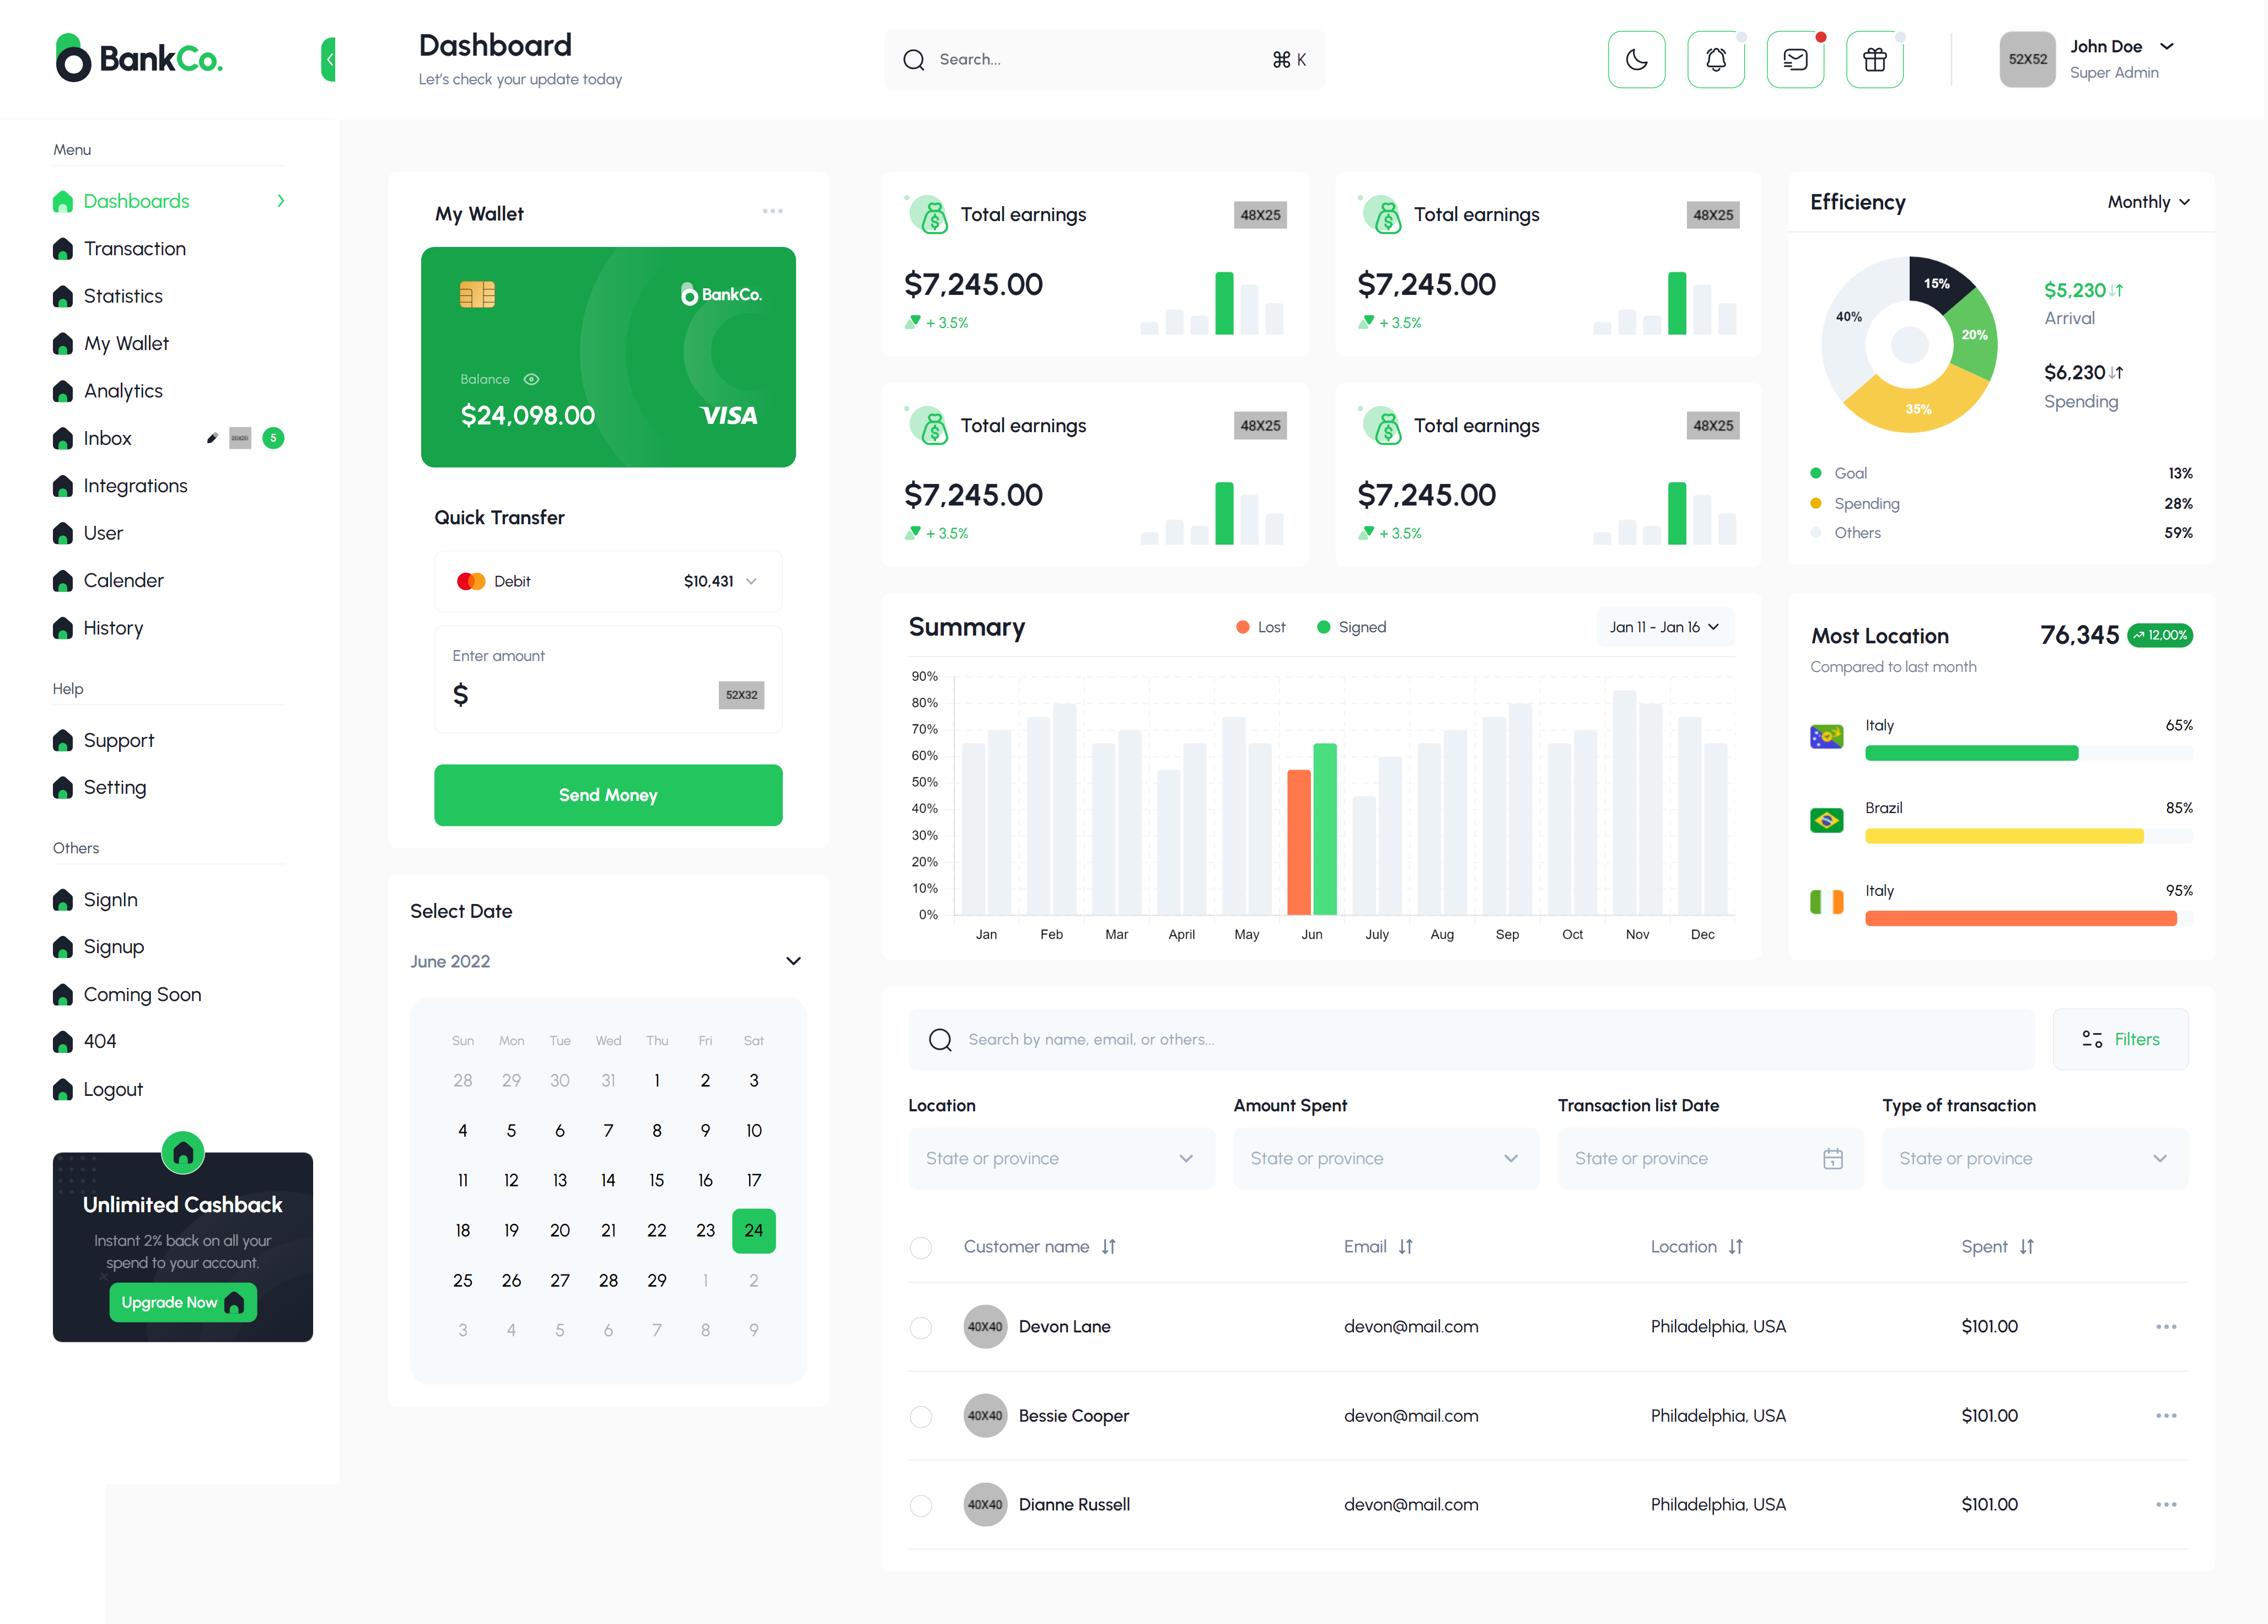 BankCo.
Dashboard
Let's check your update today
Search...
⌘ K
52X52
John Doe
Super Admin
Menu
Dashboards
Transaction
Statistics
My Wallet
Analytics
Inbox
5
Integrations
User
Calender
History
Help
Support
Setting
Others
SignIn
Signup
Coming Soon
404
Logout
Unlimited Cashback
Instant 2% back on all your
spend to your account.
Upgrade Now
My Wallet
BankCo.
Balance
$24,098.00
VISA
Quick Transfer
Debit
$10,431
Enter amount
$
52X32
Send Money
Select Date
June 2022
Sun Mon Tue Wed Thu Fri Sat
28 29 30 31 1 2 3
4 5 6 7 8 9 10
11 12 13 14 15 16 17
18 19 20 21 22 23 24
25 26 27 28 29 1 2
3 4 5 6 7 8 9
Total earnings
48X25
$7,245.00
+ 3.5%
Total earnings
48X25
$7,245.00
+ 3.5%
Total earnings
48X25
$7,245.00
+ 3.5%
Total earnings
48X25
$7,245.00
+ 3.5%
Efficiency
Monthly
15%
20%
35%
40%
$5,230
Arrival
$6,230
Spending
Goal 13%
Spending 28%
Others 59%
Summary
Lost
Signed
Jan 11 - Jan 16
90%
80%
70%
60%
50%
40%
30%
20%
10%
0%
Jan Feb Mar April May Jun July Aug Sep Oct Nov Dec
Most Location
76,345
12,00%
Compared to last month
Italy 65%
Brazil 85%
Italy 95%
Search by name, email, or others...
Filters
Location
State or province
Amount Spent
State or province
Transaction list Date
State or province
Type of transaction
State or province
Customer name Email Location Spent
40X40 Devon Lane devon@mail.com Philadelphia, USA $101.00
40X40 Bessie Cooper devon@mail.com Philadelphia, USA $101.00
40X40 Dianne Russell devon@mail.com Philadelphia, USA $101.00